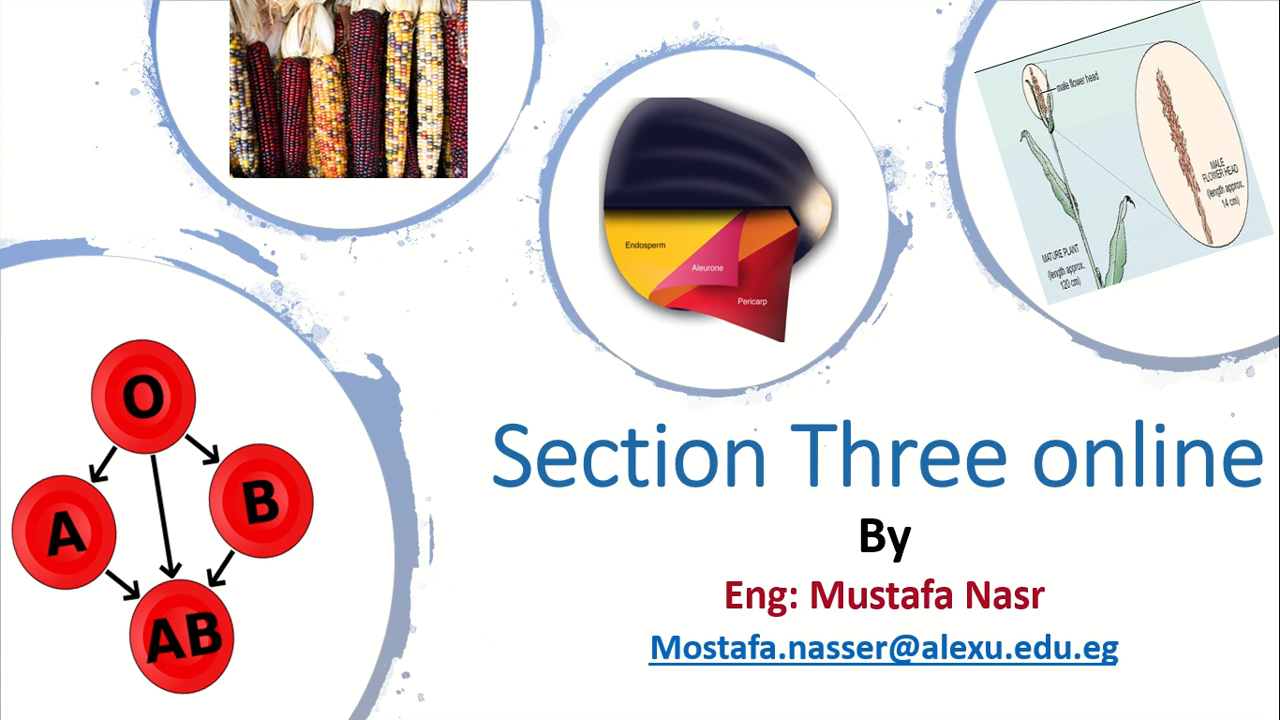 male flower head
MALE
FLOWER HEAD
(length approx.
14 cm)
MATURE PLANT
(length approx.
120 cm)
Endosperm
Aleurone
Pericarp
O
A
B
AB
Section Three online
By
Eng: Mustafa Nasr
Mostafa.nasser@alexu.edu.eg